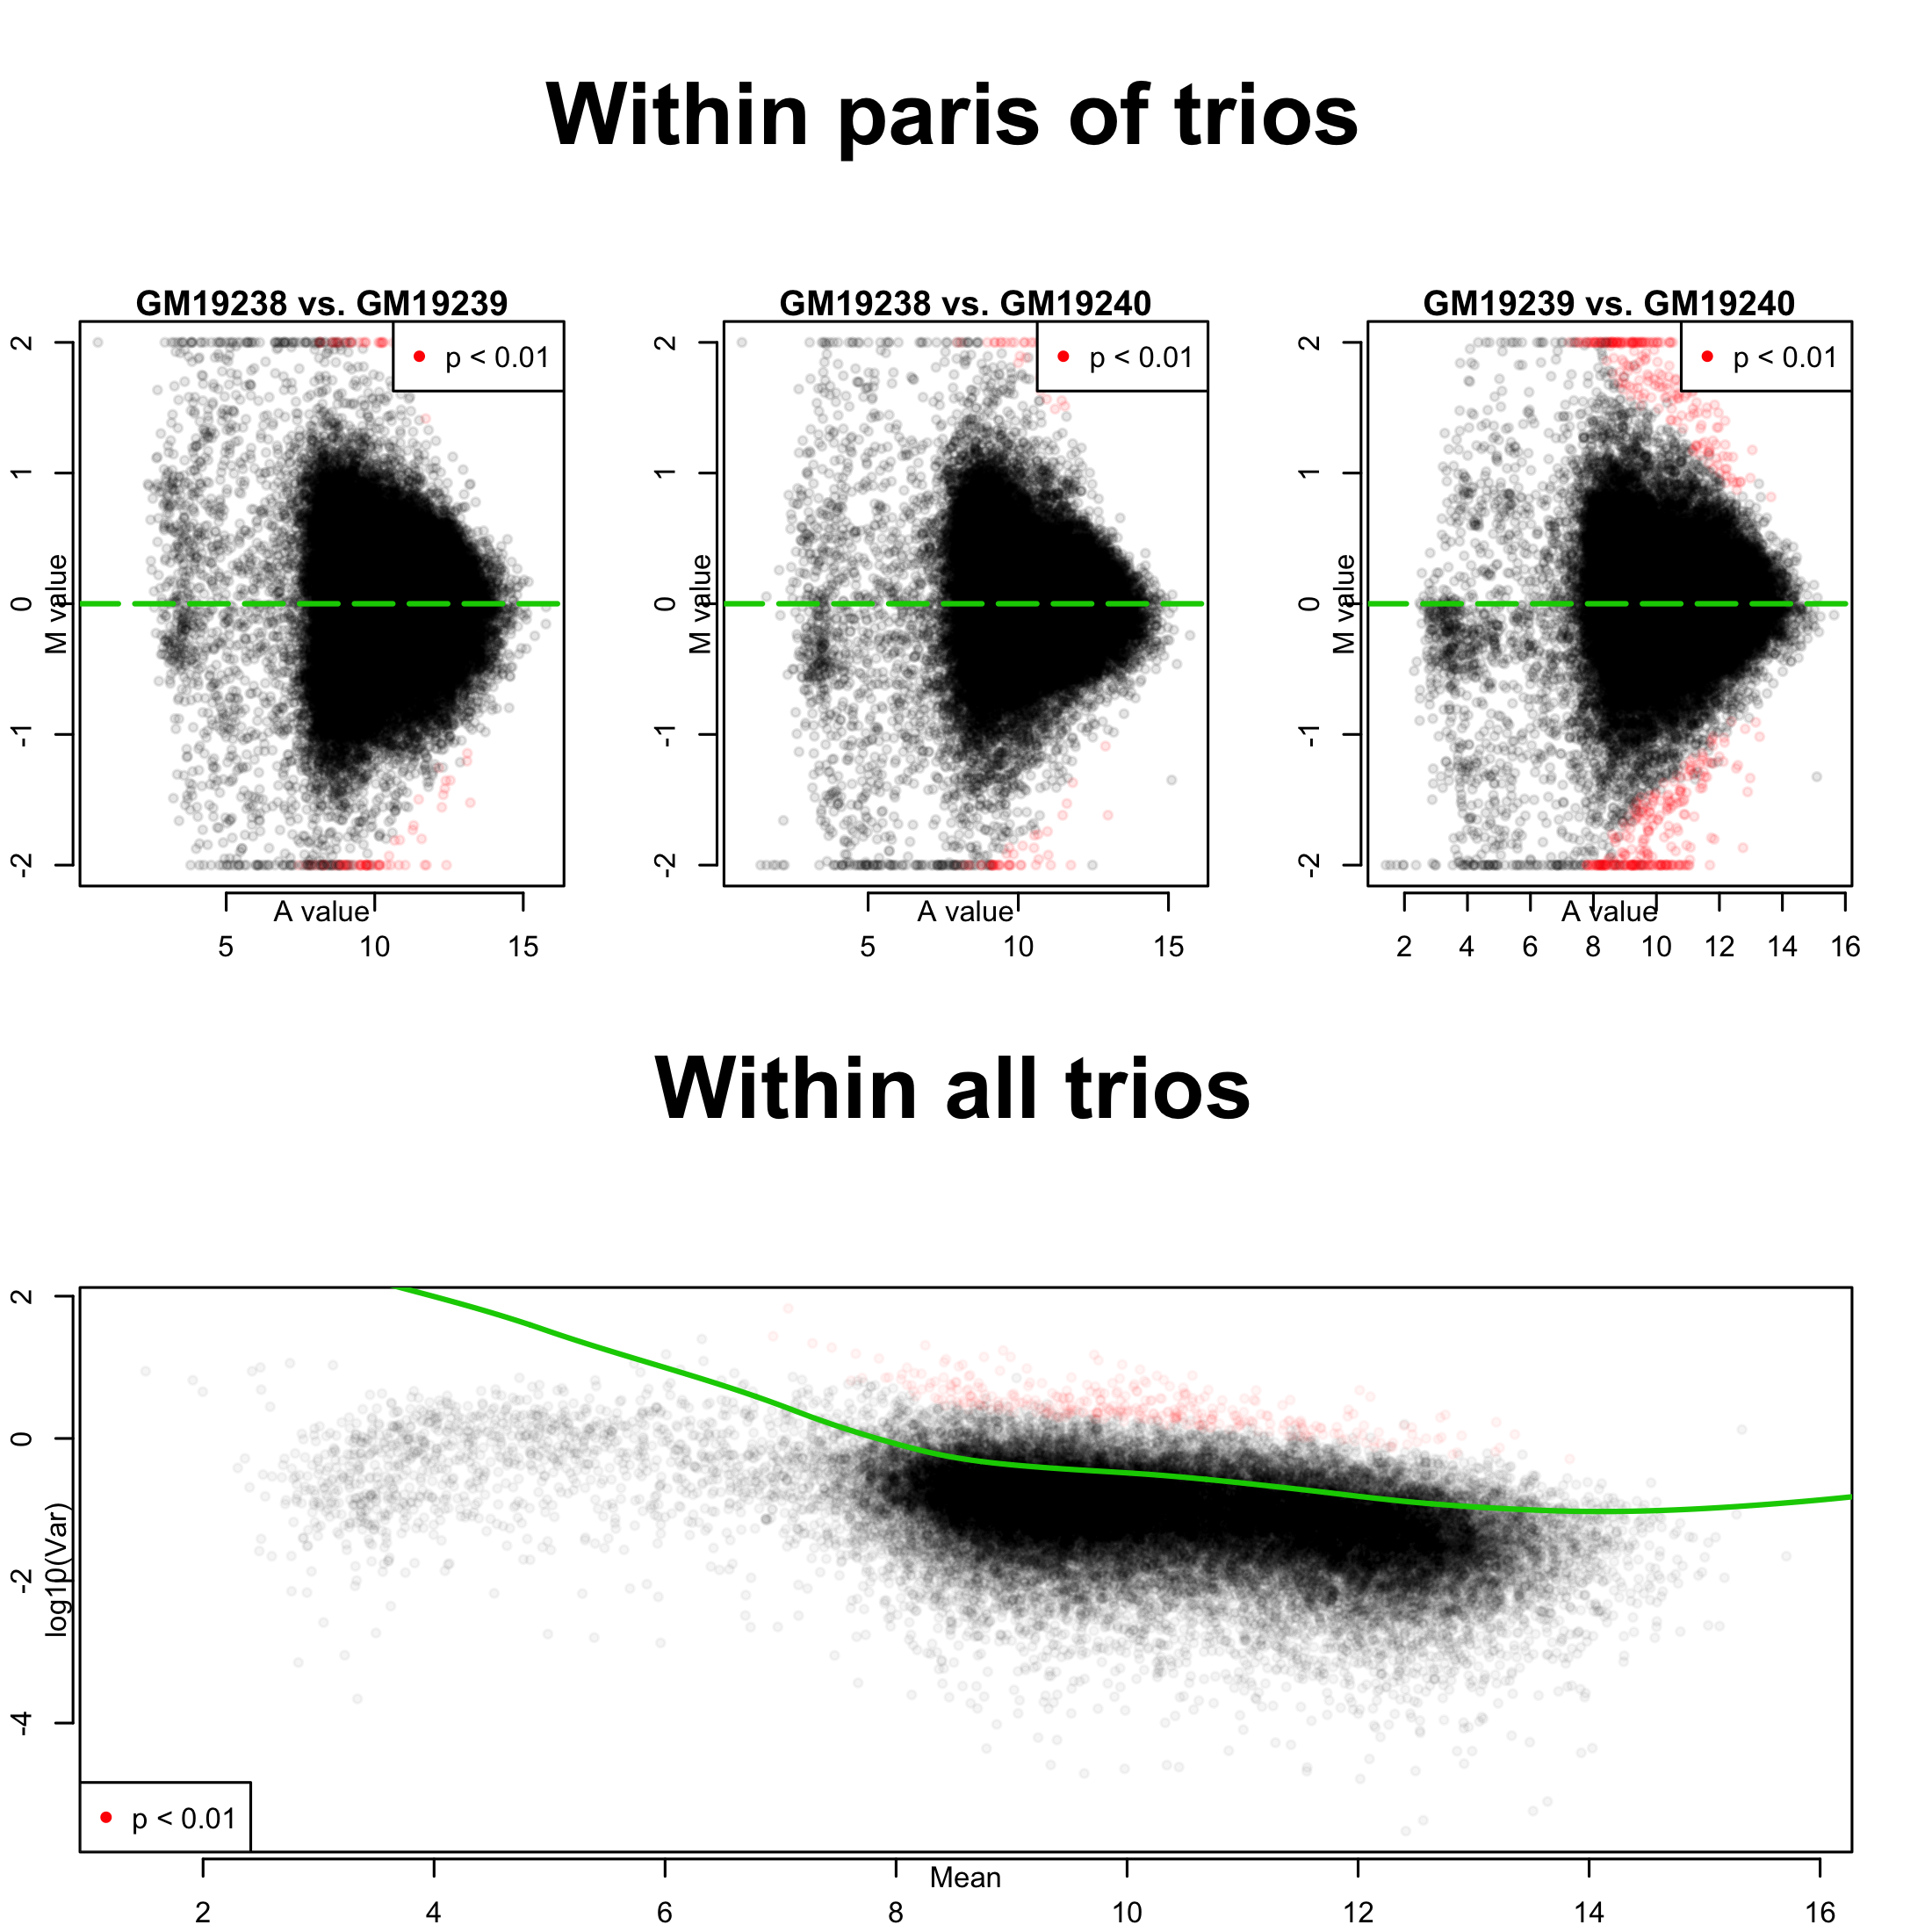 Within paris of trios
GM19238 vs. GM19239
p < 0.01
M value
2
1
0
-1
-2
A value
5 10 15
GM19238 vs. GM19240
p < 0.01
M value
2
1
0
-1
-2
A value
5 10 15
GM19239 vs. GM19240
p < 0.01
M value
2
1
0
-1
-2
A value
2 4 6 8 10 12 14 16
Within all trios
log10(Var)
2
0
-2
-4
p < 0.01
Mean
2 4 6 8 10 12 14 16